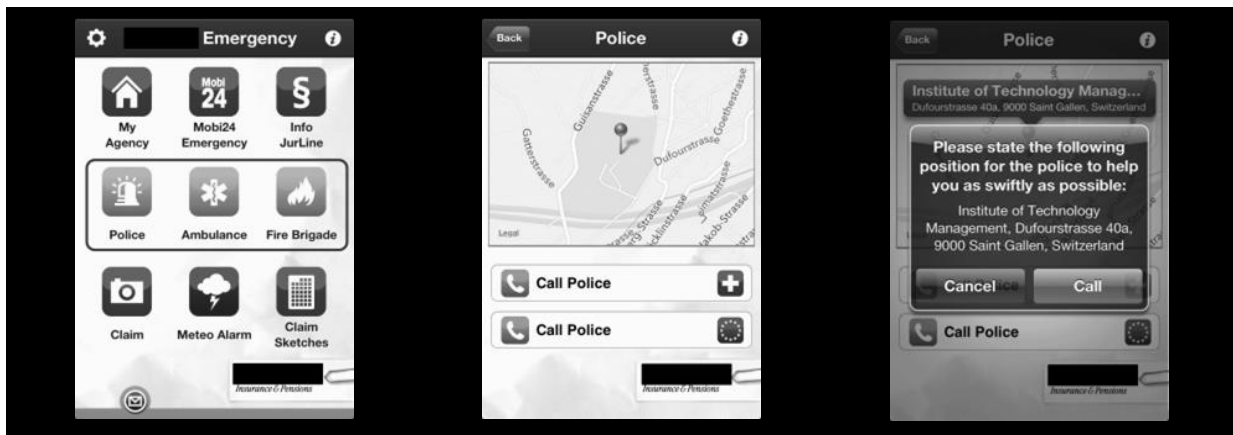 Emergency
My
Agency
Mobi
24
Mobi24
Emergency
§
Info
JurLine
Police
Ambulance
Fire Brigade
Claim
Meteo Alarm
Claim
Sketches
Insurance & Pensions
Back
Police
Guisanstrasse
Gatterstrasse
Goethestrasse
Dufourstrasse
Legal
Call Police
Call Police
Insurance & Pensions
Back
Police
Institute of Technology Manag...
Dufourstrasse 40a, 9000 Saint Gallen, Switzerland
Please state the following
position for the police to help
you as swiftly as possible:
Institute of Technology
Management, Dufourstrasse 40a,
9000 Saint Gallen, Switzerland
Cancel
Call
Call Police
Insurance & Pensions